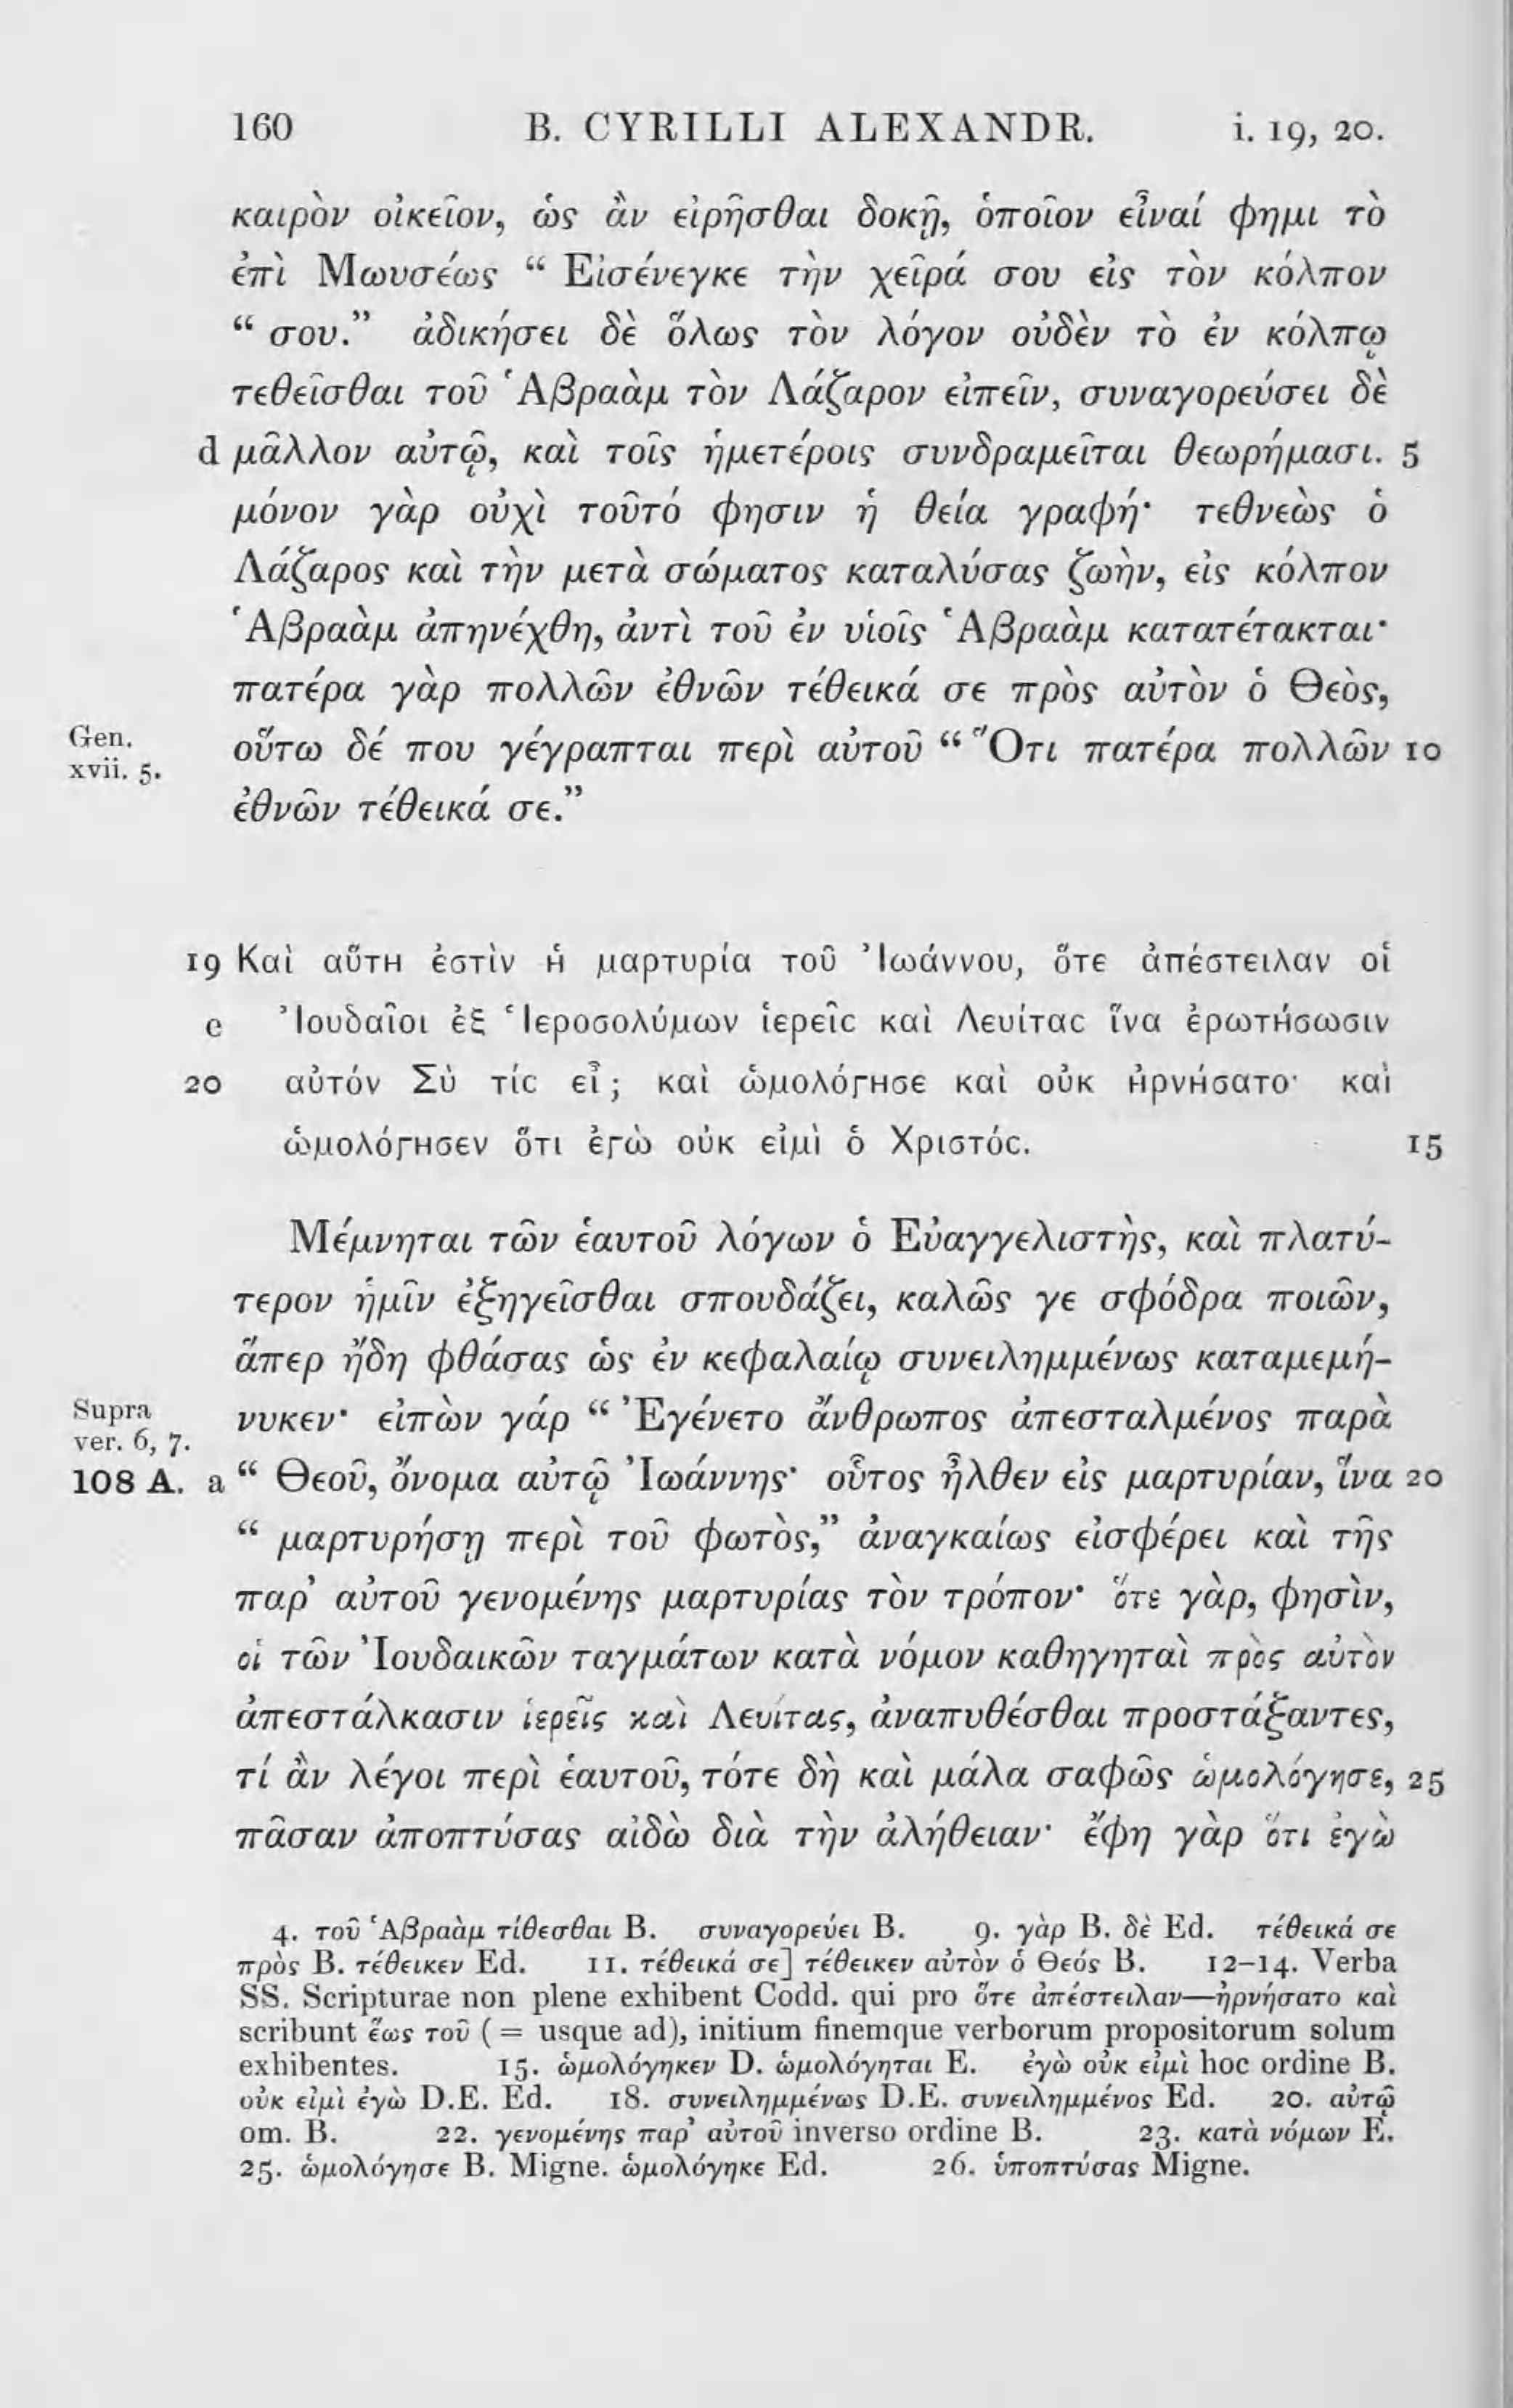 160 B. CYRILLI ALEXANDR. i. 19, 20.
καιρὸν οἰκεῖον, ὡς ἂν εἰρῆσθαι δοκῇ, ὁποῖον εἶναί φημι τὸ
ἐπὶ Μωυσέως “ Εἰσένεγκε τὴν χεῖρά σου εἰς τὸν κόλπον
“ σου.” ἀδικήσει δὲ ὅλως τὸν λόγον οὐδὲν τὸ ἐν κόλπῳ
τεθεῖσθαι τοῦ Ἁβραὰμ τὸν Λάζαρον εἰπεῖν, συναγορεύσει δὲ
d μᾶλλον αὐτῷ, καὶ τοῖς ἡμετέροις συνδραμεῖται θεωρήμασι. 5
μόνον γὰρ οὐχὶ τοῦτό φησιν ἡ θεία γραφή· τεθνεὼς ὁ
Λάζαρος καὶ τὴν μετὰ σώματος καταλύσας ζωὴν, εἰς κόλπον
Ἁβραὰμ ἀπηνέχθη, ἀντὶ τοῦ ἐν υἱοῖς Ἁβραὰμ κατατέτακται·
πατέρα γὰρ πολλῶν ἐθνῶν τέθεικά σε πρὸς αὐτὸν ὁ Θεὸς,
Gen. xvii. 5. οὕτω δέ που γέγραπται περὶ αὐτοῦ “ Ὅτι πατέρα πολλῶν 10
ἐθνῶν τέθεικά σε.”
19 Καὶ αὕτη ἐστὶν ἡ μαρτυρία τοῦ Ἰωάννου, ὅτε ἀπέστειλαν οἱ
e Ἰουδαῖοι ἐξ Ἱεροσολύμων ἱερεῖς καὶ Λευίτας ἵνα ἐρωτήσωσιν
20 αὐτόν Σὺ τίς εἶ; καὶ ὡμολόγησε καὶ οὐκ ἠρνήσατο· καὶ
ὡμολόγησεν ὅτι ἐγὼ οὐκ εἰμὶ ὁ Χριστός. 15
Μέμνηται τῶν ἑαυτοῦ λόγων ὁ Εὐαγγελιστὴς, καὶ πλατύ-
τερον ἡμῖν ἐξηγεῖσθαι σπουδάζει, καλῶς γε σφόδρα ποιῶν,
ἅπερ ἤδη φθάσας ὡς ἐν κεφαλαίῳ συνειλημμένως καταμεμή-
Supra ver. 6, 7. νυκεν· εἰπὼν γάρ “ Ἐγένετο ἄνθρωπος ἀπεσταλμένος παρὰ
108 A. a “ Θεοῦ, ὄνομα αὐτῷ Ἰωάννης· οὗτος ἦλθεν εἰς μαρτυρίαν, ἵνα 20
“ μαρτυρήσῃ περὶ τοῦ φωτὸς,” ἀναγκαίως εἰσφέρει καὶ τῆς
παρ’ αὐτοῦ γενομένης μαρτυρίας τὸν τρόπον· ὅτε γὰρ, φησὶν,
οἱ τῶν Ἰουδαικῶν ταγμάτων κατὰ νόμον καθηγηταὶ πρὸς αὐτὸν
ἀπεστάλκασιν ἱερεῖς καὶ Λευίτας, ἀναπυθέσθαι προστάξαντες,
τί ἂν λέγοι περὶ ἑαυτοῦ, τότε δὴ καὶ μάλα σαφῶς ὡμολόγησε, 25
πᾶσαν ἀποπτύσας αἰδὼ διὰ τὴν ἀλήθειαν· ἔφη γὰρ ὅτι ἐγὼ
4. τοῦ Ἁβραὰμ τίθεσθαι B. συναγορεύει B. 9. γὰρ B. δὲ Ed. τέθεικά σε
πρὸς B. τέθεικεν Ed. 11. τέθεικά σε] τέθεικεν αὐτὸν ὁ Θεός B. 12–14. Verba
SS. Scripturae non plene exhibent Codd. qui pro ὅτε ἀπέστειλαν—ἠρνήσατο καὶ
scribunt ἕως τοῦ ( = usque ad), initium finemque verborum propositorum solum
exhibentes. 15. ὡμολόγηκεν D. ὡμολόγηται E. ἐγὼ οὐκ εἰμὶ hoc ordine B.
οὐκ εἰμὶ ἐγὼ D.E. Ed. 18. συνειλημμένως D.E. συνειλημμένος Ed. 20. αὐτῷ
om. B. 22. γενομένης παρ’ αὐτοῦ inverso ordine B. 23. κατὰ νόμων E.
25. ὡμολόγησε B. Migne. ὡμολόγηκε Ed. 26. ὑποπτύσας Migne.